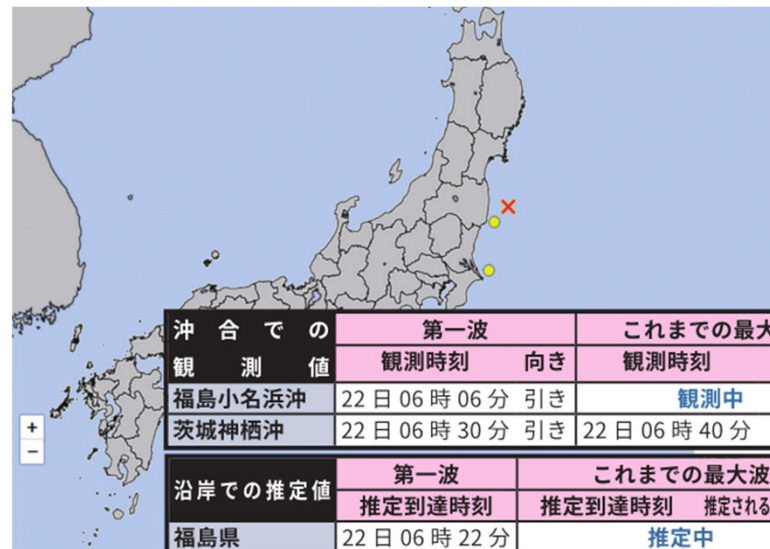 沖合での 第一波 これまでの最大
観測値 観測時刻 向き 観測時刻
福島小名浜沖 22日06時06分 引き 観測中
茨城神栖沖 22日06時30分 引き 22日06時40分
沿岸での推定値 第一波 これまでの最大波
推定到達時刻 推定到達時刻 推定される
福島県 22日06時22分 推定中
+
−